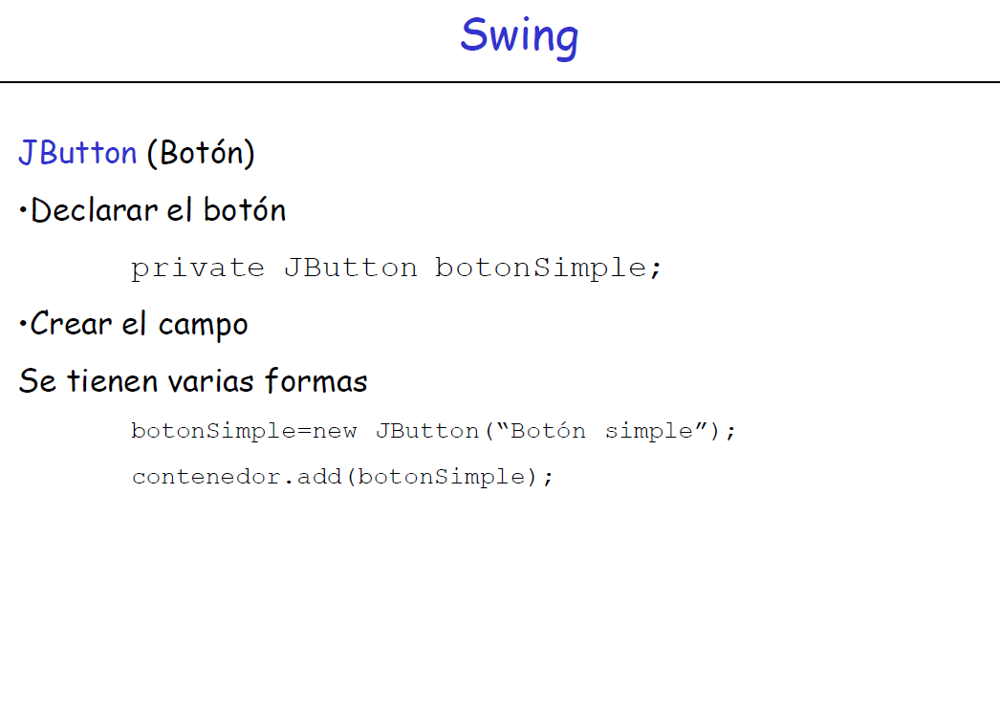 Swing
JButton (Botón)
•Declarar el botón
private JButton botonSimple;
•Crear el campo
Se tienen varias formas
botonSimple=new JButton(“Botón simple”);
contenedor.add(botonSimple);